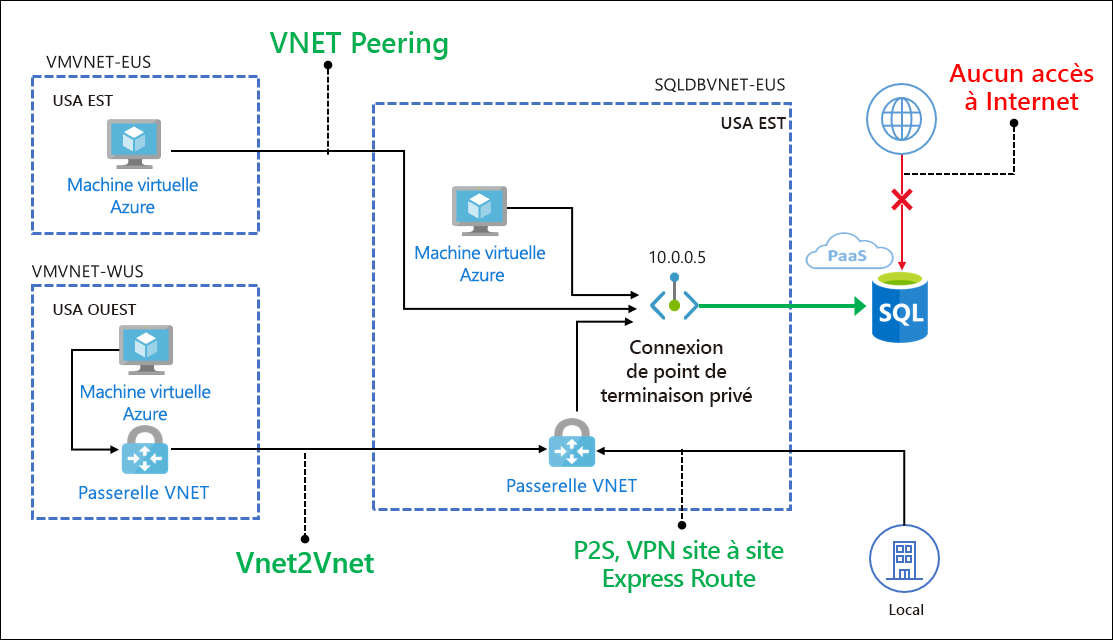 VNET Peering
VMVNET-EUS
USA EST
Machine virtuelle
Azure
VMVNET-WUS
USA OUEST
Machine virtuelle
Azure
Passerelle VNET
Vnet2Vnet
SQLDBVNET-EUS
USA EST
Machine virtuelle
Azure
10.0.0.5
Connexion
de point de
terminaison privé
Passerelle VNET
P2S, VPN site à site
Express Route
Aucun accès
à Internet
PaaS
SQL
Local